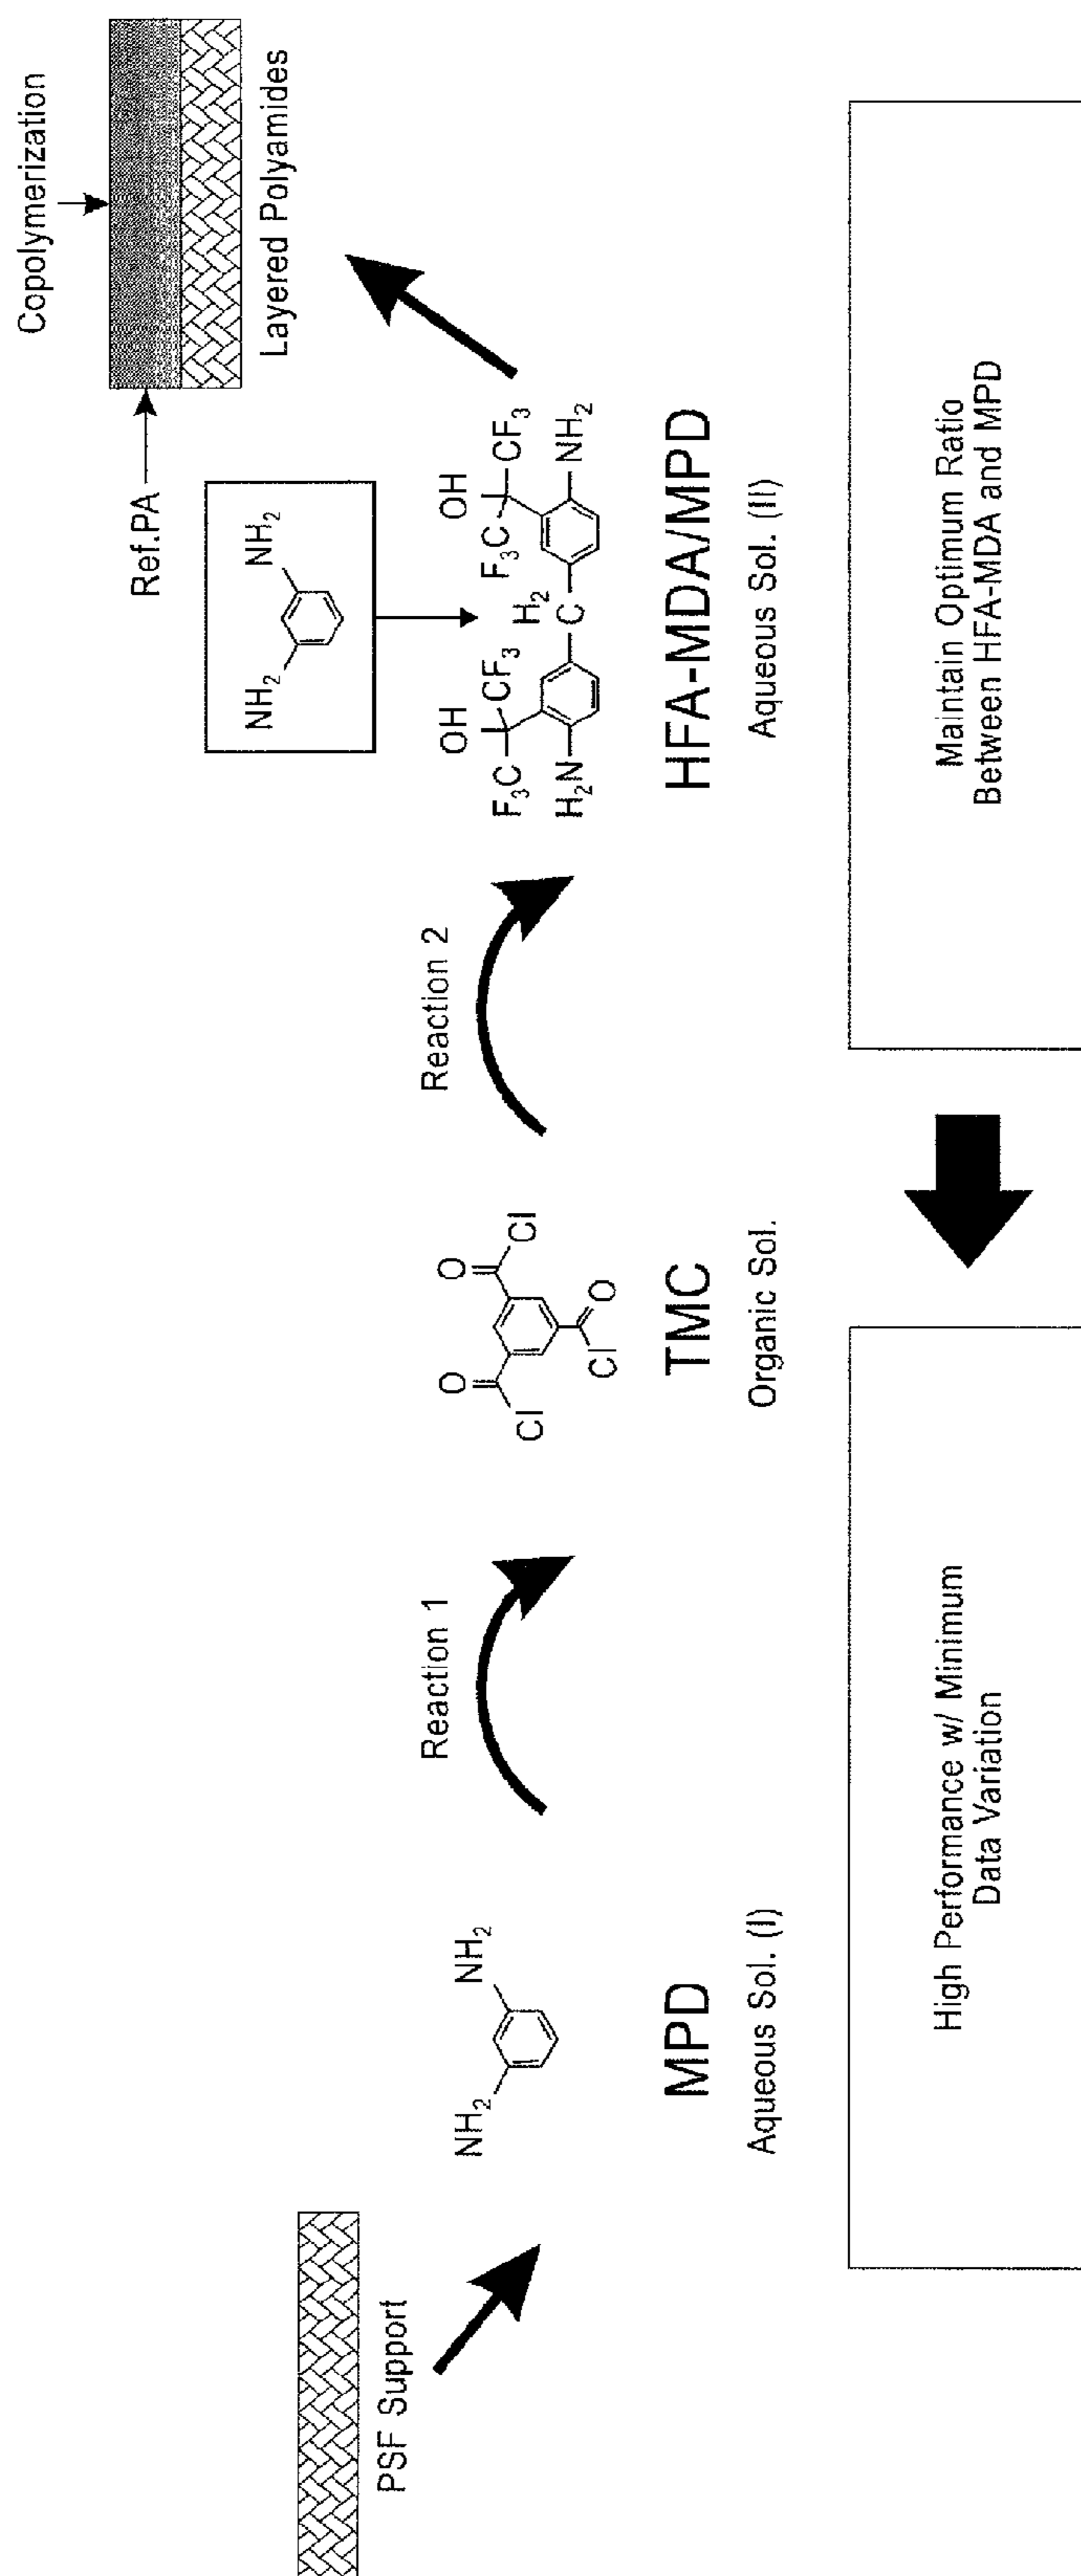 PSF Support
NH2
NH2
MPD
Aqueous Sol. (I)
Reaction 1
O
O
Cl
Cl
Cl
O
TMC
Organic Sol.
Reaction 2
NH2
NH2
OH
OH
F3C
CF3
F3C
CF3
H2
C
H2N
NH2
HFA-MDA/MPD
Aqueous Sol. (II)
Copolymerization
Ref.PA
Layered Polyamides
High Performance w/ Minimum
Data Variation
Maintain Optimum Ratio
Between HFA-MDA and MPD